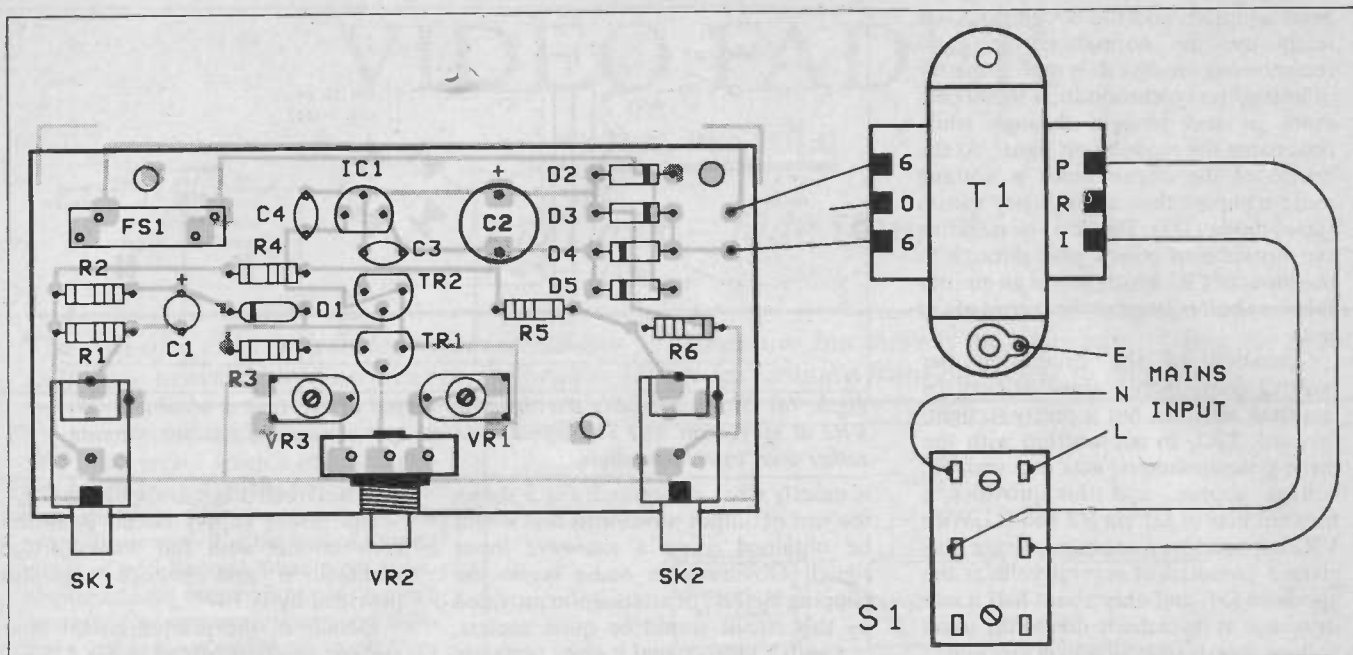 IC1
C4
+
C2
D2
D3
D4
D5
FS1
R4
C3
R2
+
D1
TR2
R5
R6
R1
C1
TR1
R3
VR3
VR1
SK1
VR2
SK2
6
0
6
T1
P
R
I
E
N
L
MAINS
INPUT
S1